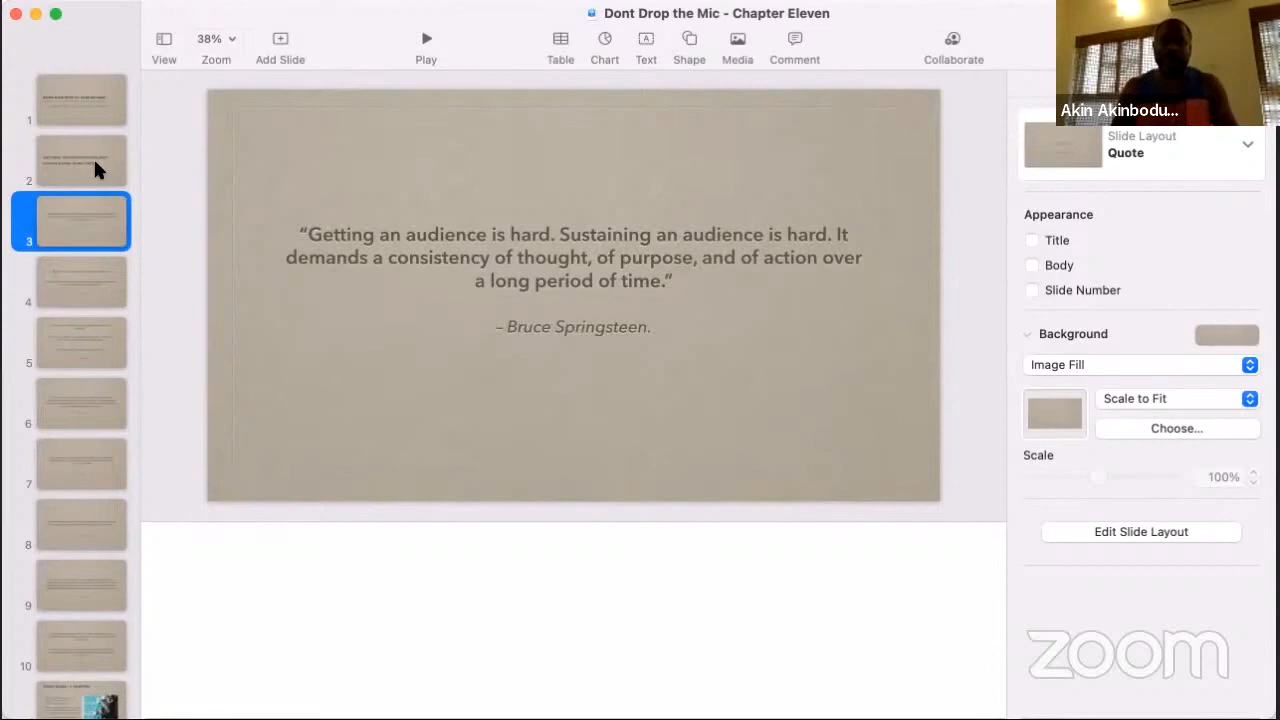 Dont Drop the Mic - Chapter Eleven
38%
View
Zoom
Add Slide
Play
Table
Chart
Text
Shape
Media
Comment
Collaborate
Akin Akinbodu...
1
2
3
4
5
6
7
8
9
10
“Getting an audience is hard. Sustaining an audience is hard. It
demands a consistency of thought, of purpose, and of action over
a long period of time.”
– Bruce Springsteen.
Slide Layout
Quote
Appearance
Title
Body
Slide Number
Background
Image Fill
Scale to Fit
Choose...
Scale
100%
Edit Slide Layout
zoom